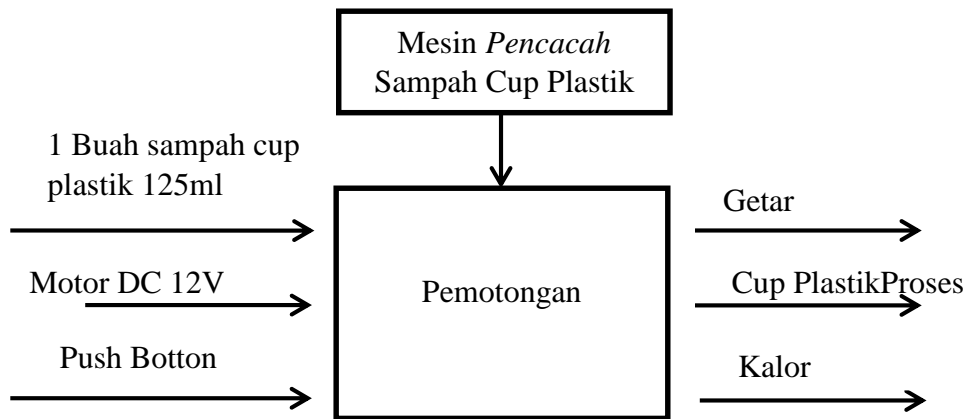 Mesin Pencacah
Sampah Cup Plastik
1 Buah sampah cup
plastik 125ml
Getar
Motor DC 12V
Pemotongan
Cup PlastikProses
Push Botton
Kalor